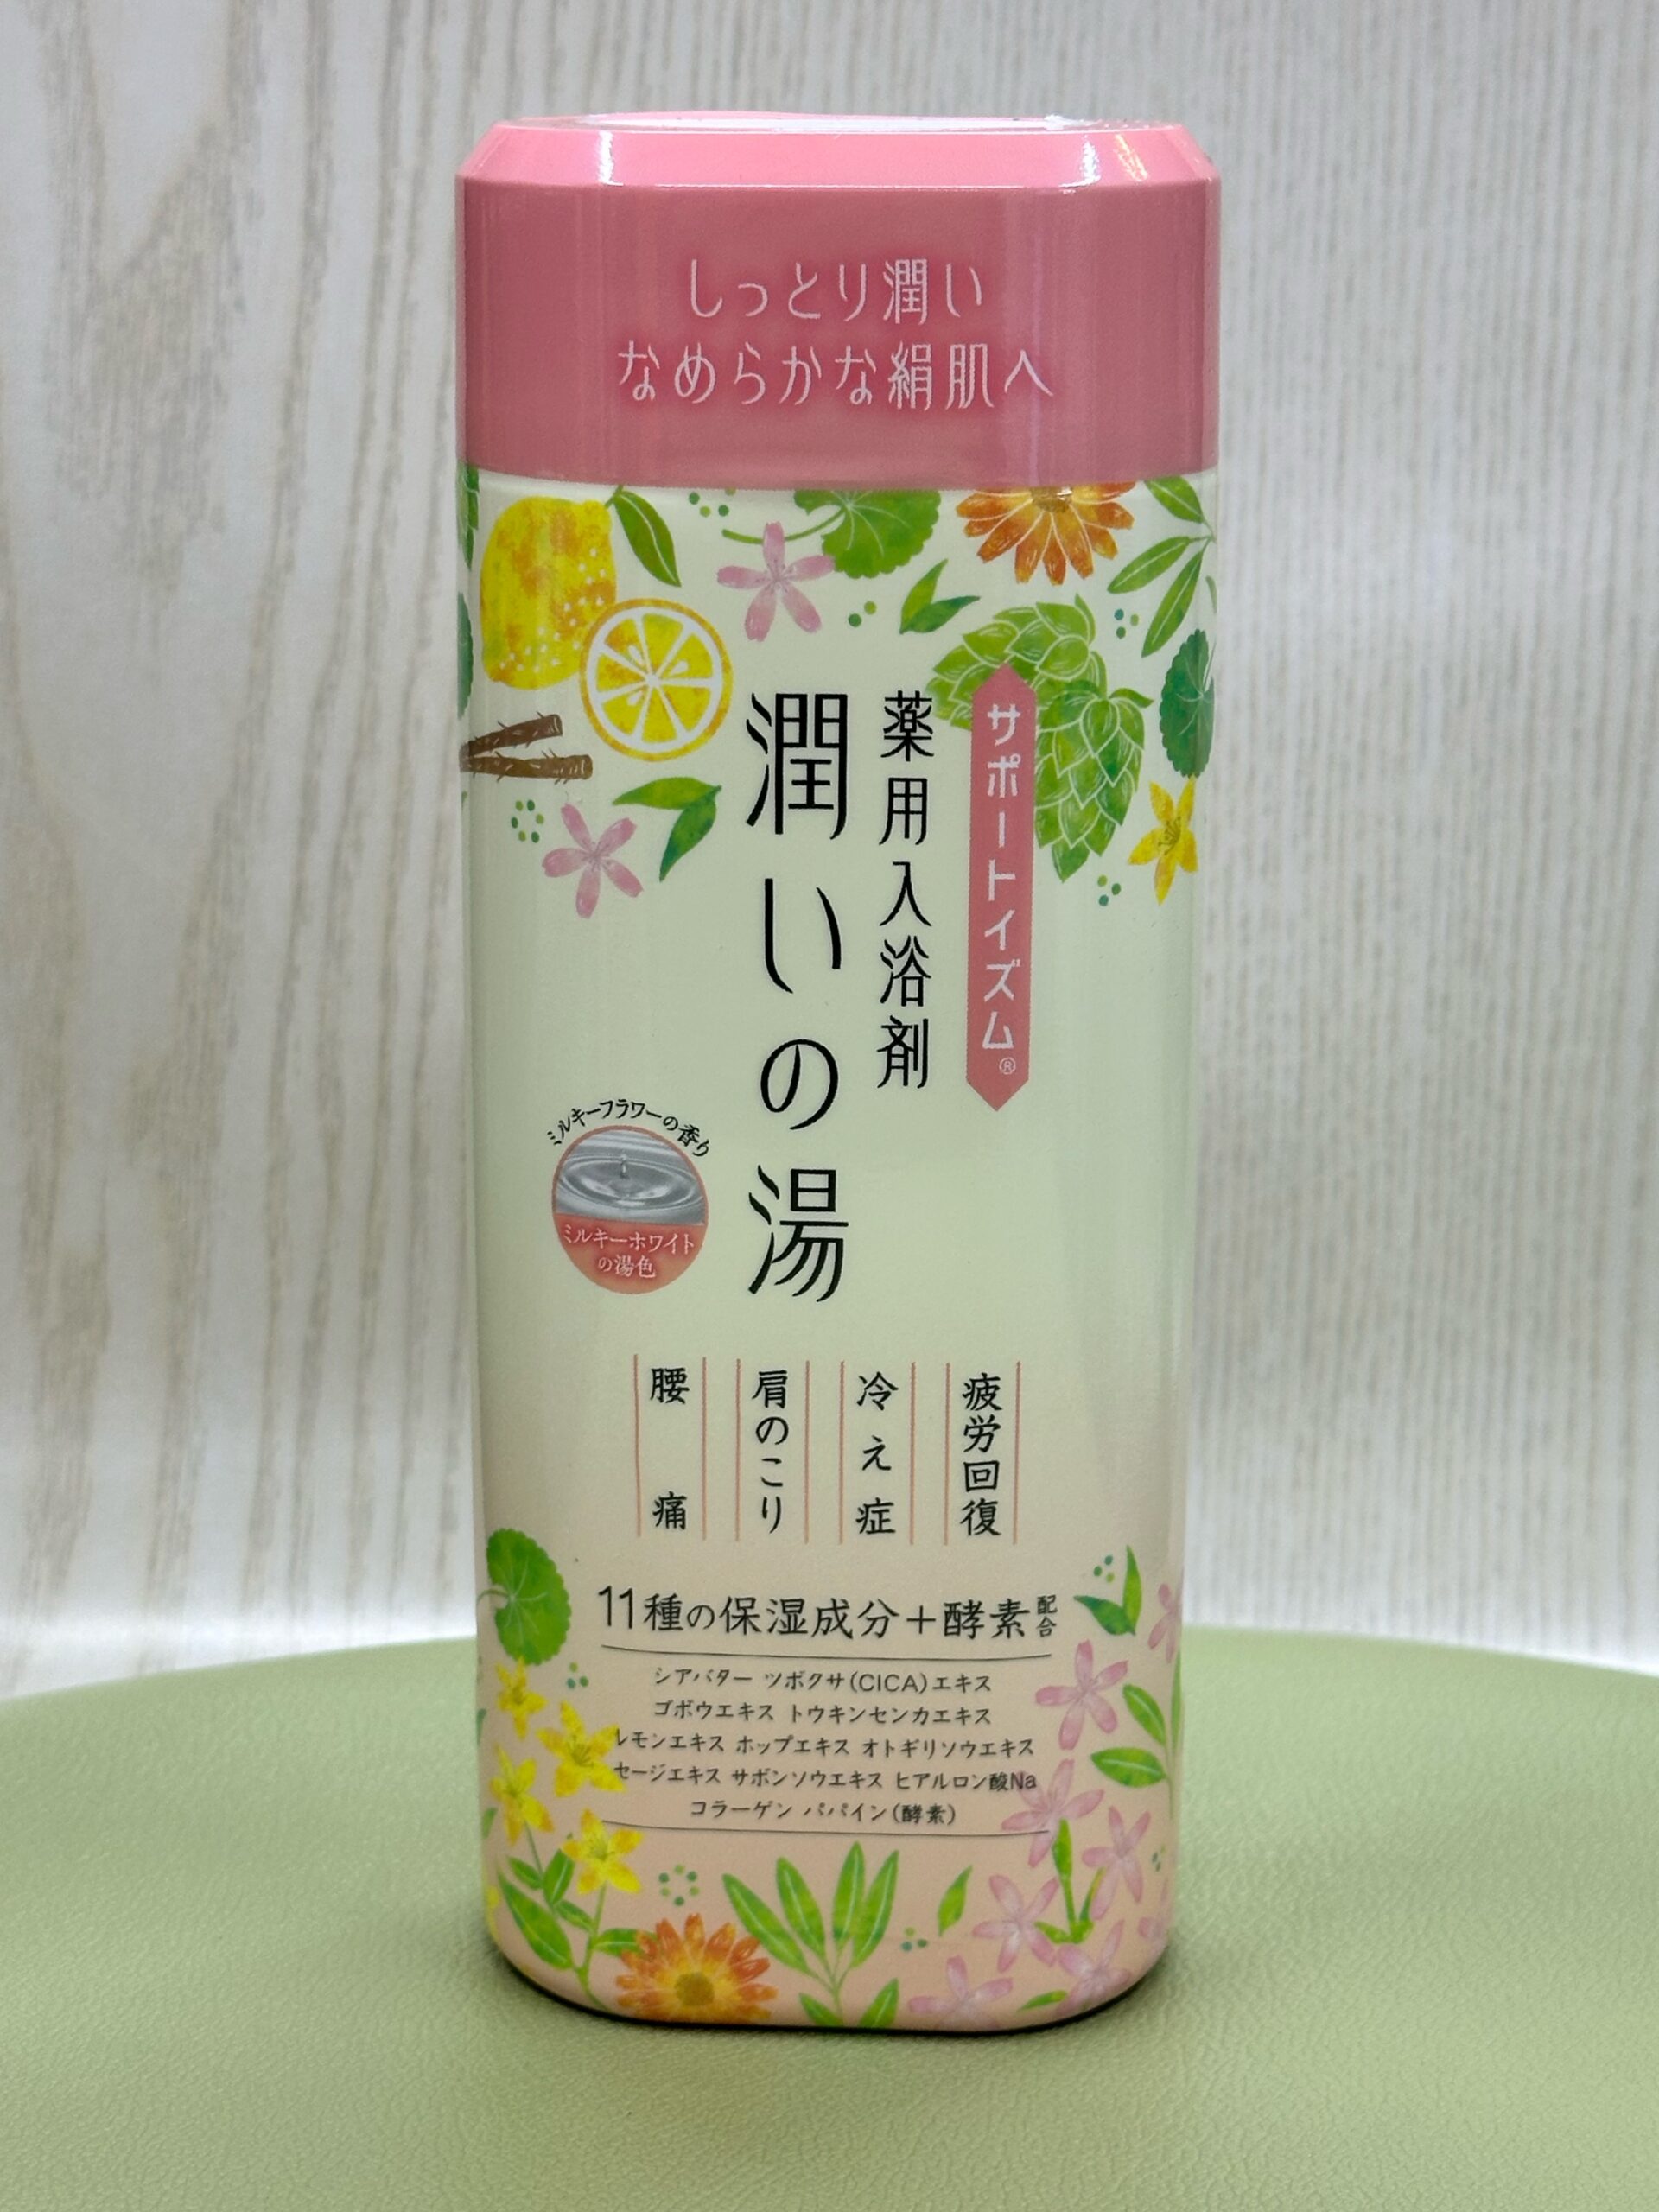 しっとり潤い
なめらかな絹肌へ
サポートイズム®
薬用入浴剤
潤いの湯
ミルキーフラワーの香り
ミルキーホワイト
の湯色
疲労回復
冷え症
肩のこり
腰痛
11種の保湿成分+酵素配合
シアバター ツボクサ(CICA)エキス
ゴボウエキス トウキンセンカエキス
レモンエキス ホップエキス オトギリソウエキス
セージエキス サボンソウエキス ヒアルロン酸Na
コラーゲン パパイン(酵素)